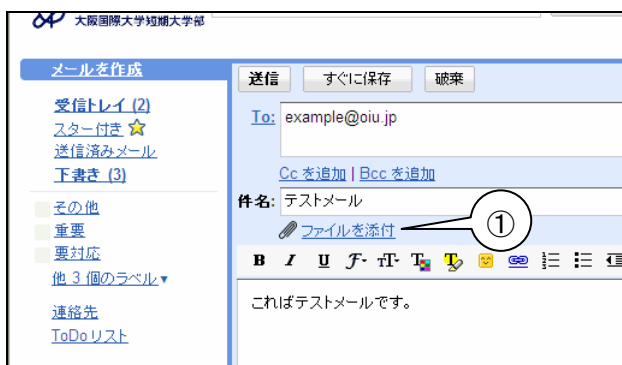 大阪国際大学短期大学部
メールを作成
受信トレイ (2)
スター付き
送信済みメール
下書き (3)
その他
重要
要対応
他 3 個のラベル▼
連絡先
ToDo リスト
送信 すぐに保存 破棄
To: example@oiu.jp
Cc を追加 | Bcc を追加
件名: テストメール
ファイルを添付 ①
B I U F T T T
こればテストメールです。